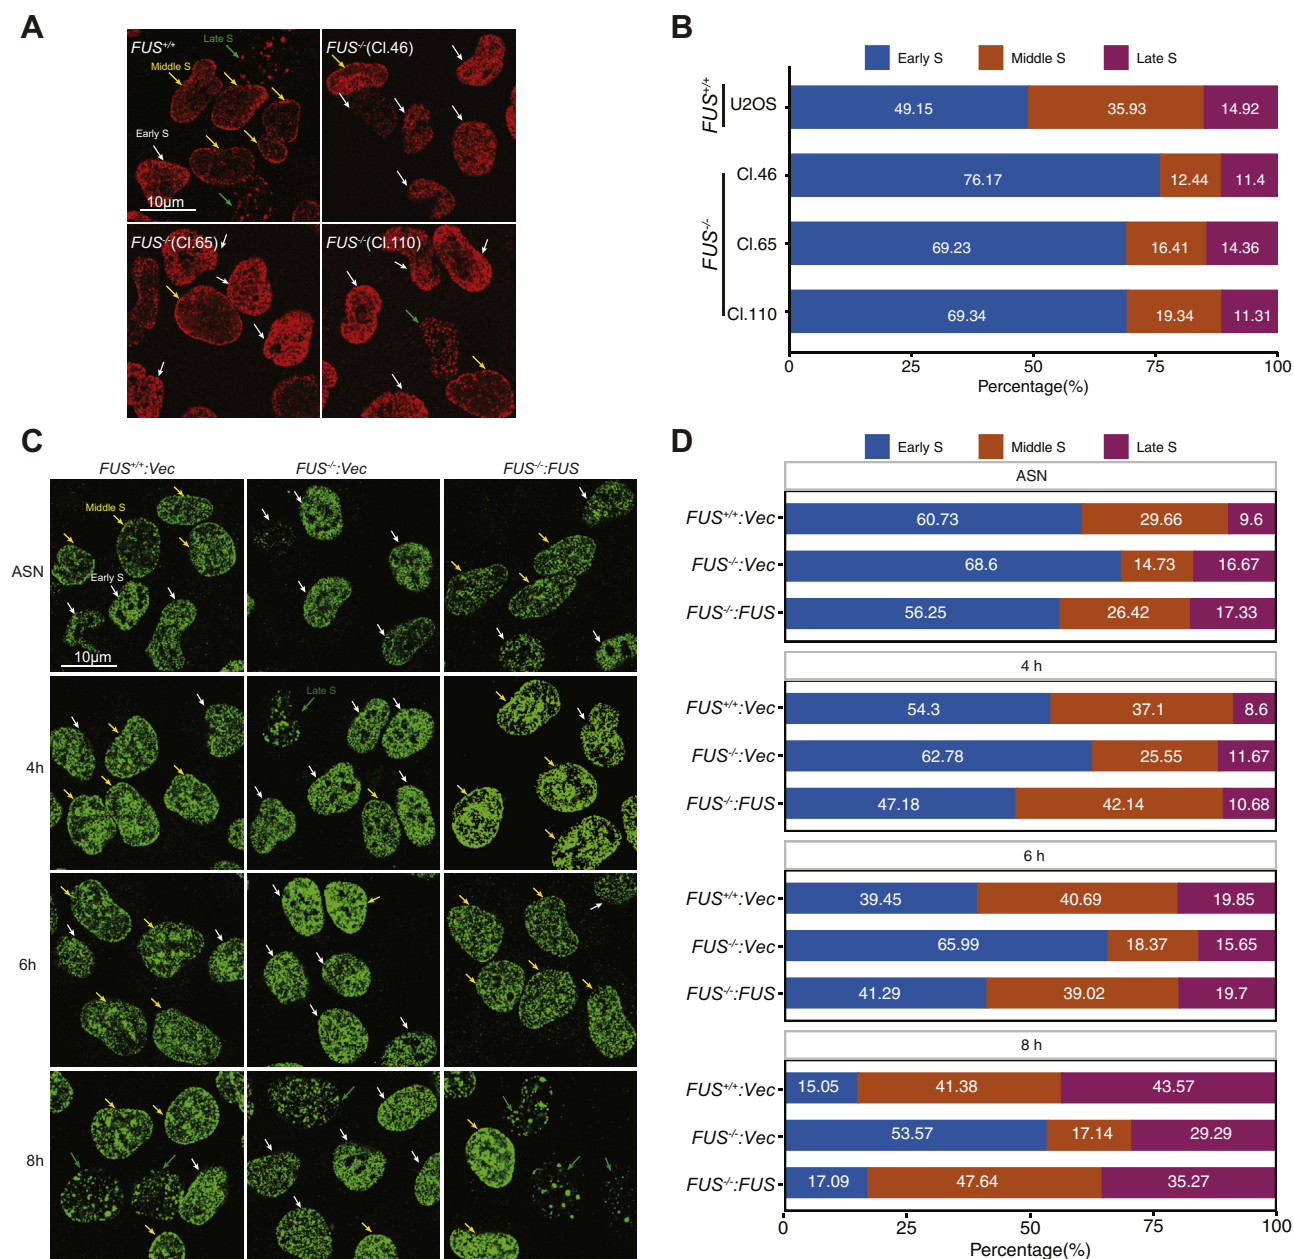 A
FUS+/+
Late S
Middle S
Early S
10μm
FUS-/-(Cl.46)
FUS-/-(Cl.65)
FUS-/-(Cl.110)
B
Early S Middle S Late S
FUS+/+
U2OS 49.15 35.93 14.92
FUS-/-
Cl.46 76.17 12.44 11.4
Cl.65 69.23 16.41 14.36
Cl.110 69.34 19.34 11.31
0 25 50 75 100
Percentage(%)
C
FUS+/+:Vec FUS-/-:Vec FUS-/-:FUS
Middle S
ASN
Early S
10μm
Late S
4h
6h
8h
D
Early S Middle S Late S
ASN
FUS+/+:Vec 60.73 29.66 9.6
FUS-/-:Vec 68.6 14.73 16.67
FUS-/-:FUS 56.25 26.42 17.33
4 h
FUS+/+:Vec 54.3 37.1 8.6
FUS-/-:Vec 62.78 25.55 11.67
FUS-/-:FUS 47.18 42.14 10.68
6 h
FUS+/+:Vec 39.45 40.69 19.85
FUS-/-:Vec 65.99 18.37 15.65
FUS-/-:FUS 41.29 39.02 19.7
8 h
FUS+/+:Vec 15.05 41.38 43.57
FUS-/-:Vec 53.57 17.14 29.29
FUS-/-:FUS 17.09 47.64 35.27
0 25 50 75 100
Percentage(%)